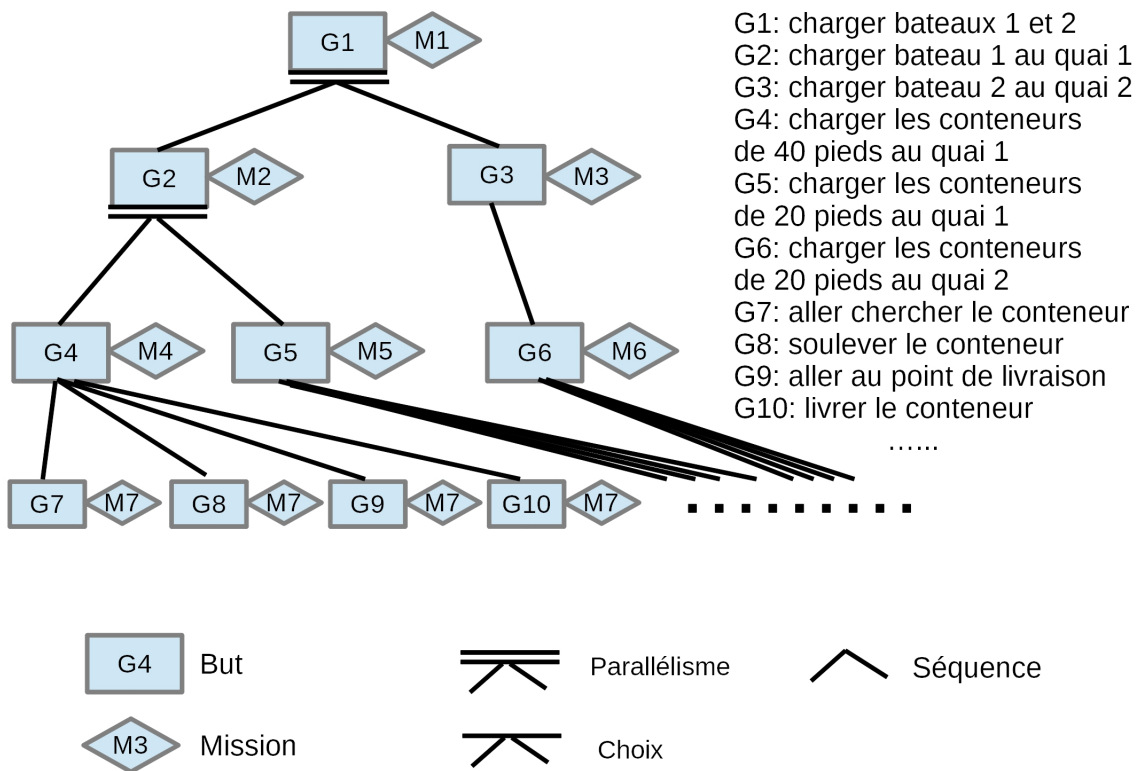 G1
M1
G1: charger bateaux 1 et 2
G2: charger bateau 1 au quai 1
G3: charger bateau 2 au quai 2
G4: charger les conteneurs
de 40 pieds au quai 1
G5: charger les conteneurs
de 20 pieds au quai 1
G6: charger les conteneurs
de 20 pieds au quai 2
G7: aller chercher le conteneur
G8: soulever le conteneur
G9: aller au point de livraison
G10: livrer le conteneur
......
G2
M2
G3
M3
G4
M4
G5
M5
G6
M6
G7
M7
G8
M7
G9
M7
G10
M7
G4
But
Parallélisme
Séquence
M3
Mission
Choix